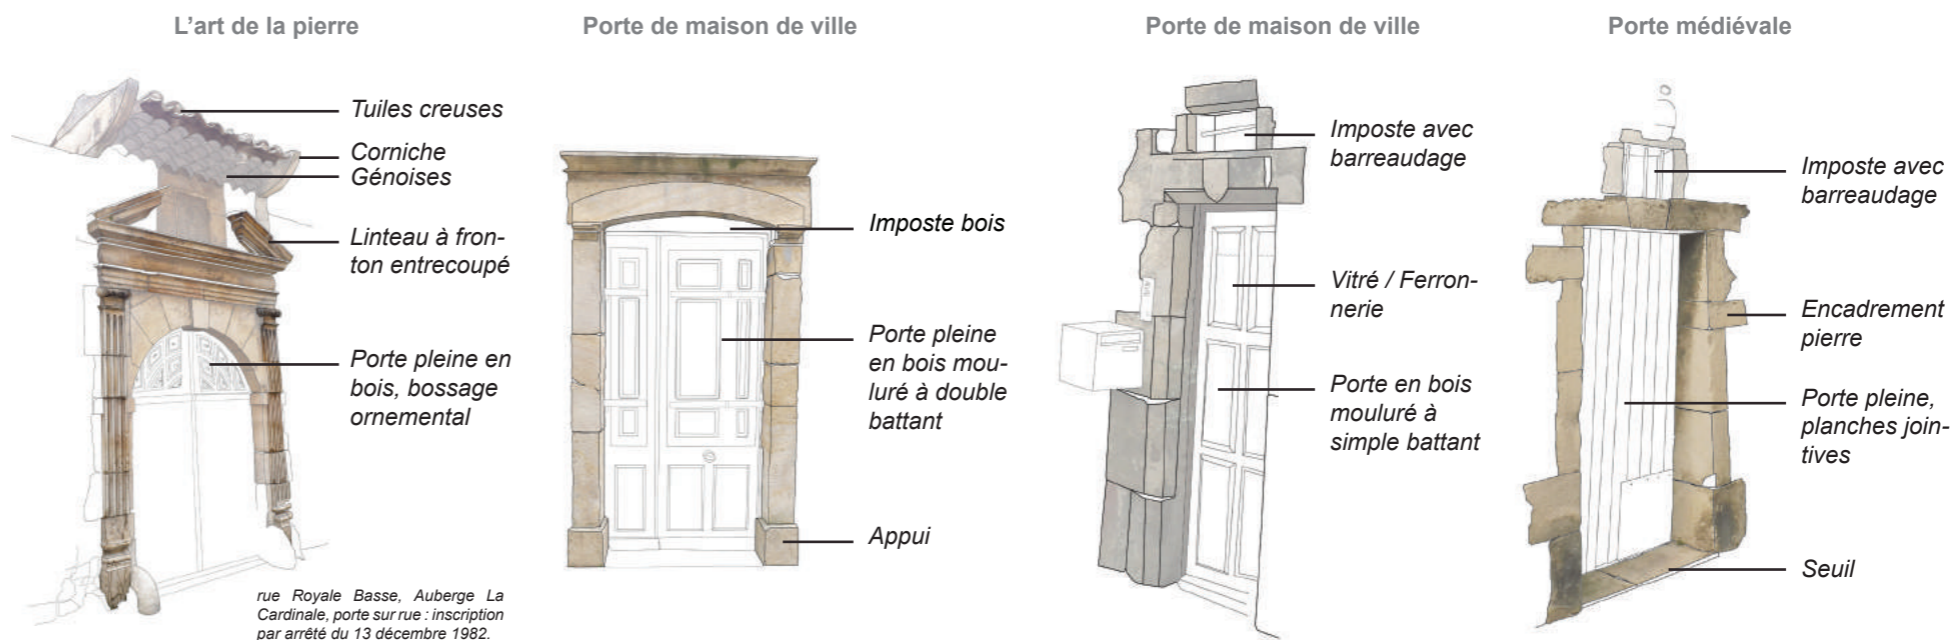 L’art de la pierre
Tuiles creuses
Corniche
Génoises
Linteau à fron-
ton entrecoupé
Porte pleine en
bois, bossage
ornemental
rue Royale Basse, Auberge La
Cardinale, porte sur rue : inscription
par arrêté du 13 décembre 1982.
Porte de maison de ville
Imposte bois
Porte pleine
en bois mou-
luré à double
battant
Appui
Porte de maison de ville
Imposte avec
barreaudage
Vitré / Ferron-
nerie
Porte en bois
mouluré à
simple battant
Porte médiévale
Imposte avec
barreaudage
Encadrement
pierre
Porte pleine,
planches join-
tives
Seuil